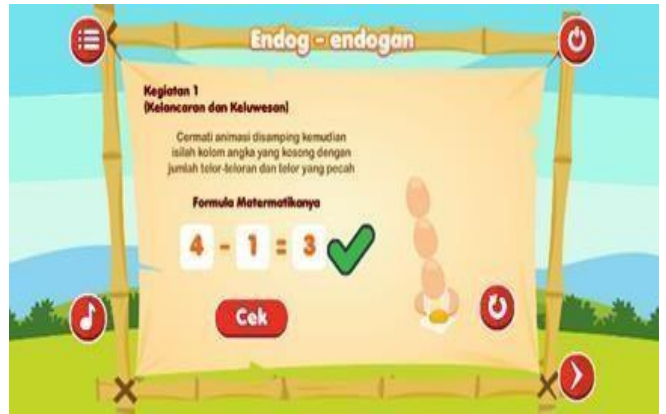 Endog - endogan
Kegiatan 1
(Kelancaran dan Keluwesan)
Cermati animasi disamping kemudian
isilah kolom angka yang kosong dengan
jumlah telor-teloran dan telor yang pecah
Formula Matermatikanya
4 - 1 = 3
Cek